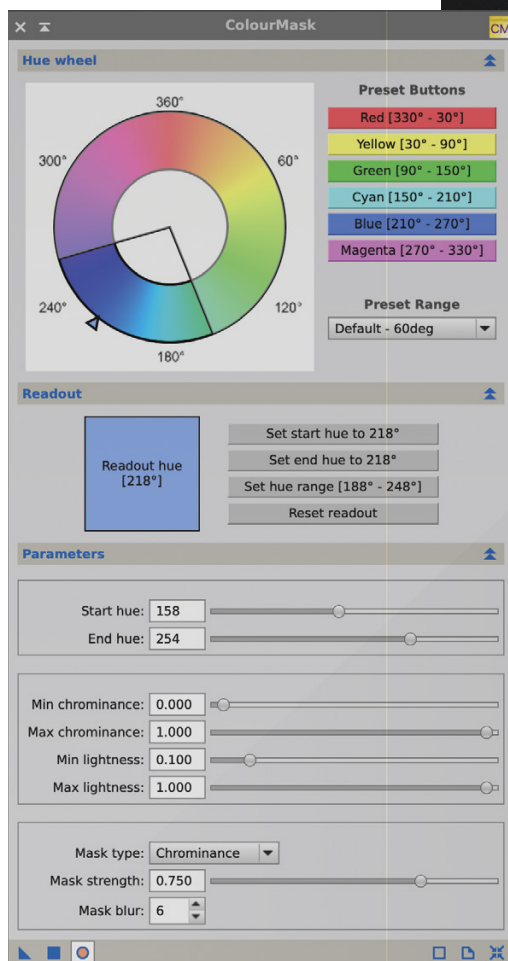 ColourMask
CM
Hue wheel
Preset Buttons
360°
300°
60°
240°
120°
180°
Red [330° - 30°]
Yellow [30° - 90°]
Green [90° - 150°]
Cyan [150° - 210°]
Blue [210° - 270°]
Magenta [270° - 330°]
Preset Range
Default - 60deg
Readout
Readout hue
[218°]
Set start hue to 218°
Set end hue to 218°
Set hue range [188° - 248°]
Reset readout
Parameters
Start hue: 158
End hue: 254
Min chrominance: 0.000
Max chrominance: 1.000
Min lightness: 0.100
Max lightness: 1.000
Mask type: Chrominance
Mask strength: 0.750
Mask blur: 6